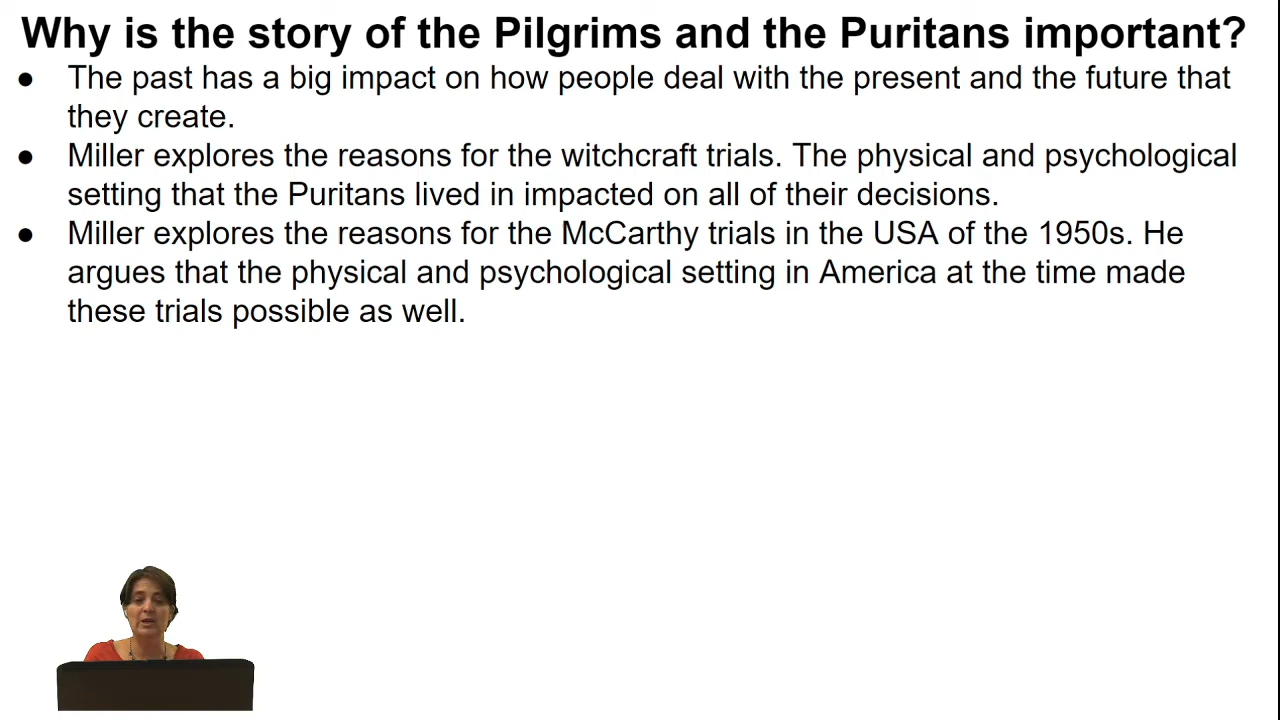 Why is the story of the Pilgrims and the Puritans important?
● The past has a big impact on how people deal with the present and the future that
they create.
● Miller explores the reasons for the witchcraft trials. The physical and psychological
setting that the Puritans lived in impacted on all of their decisions.
● Miller explores the reasons for the McCarthy trials in the USA of the 1950s. He
argues that the physical and psychological setting in America at the time made
these trials possible as well.